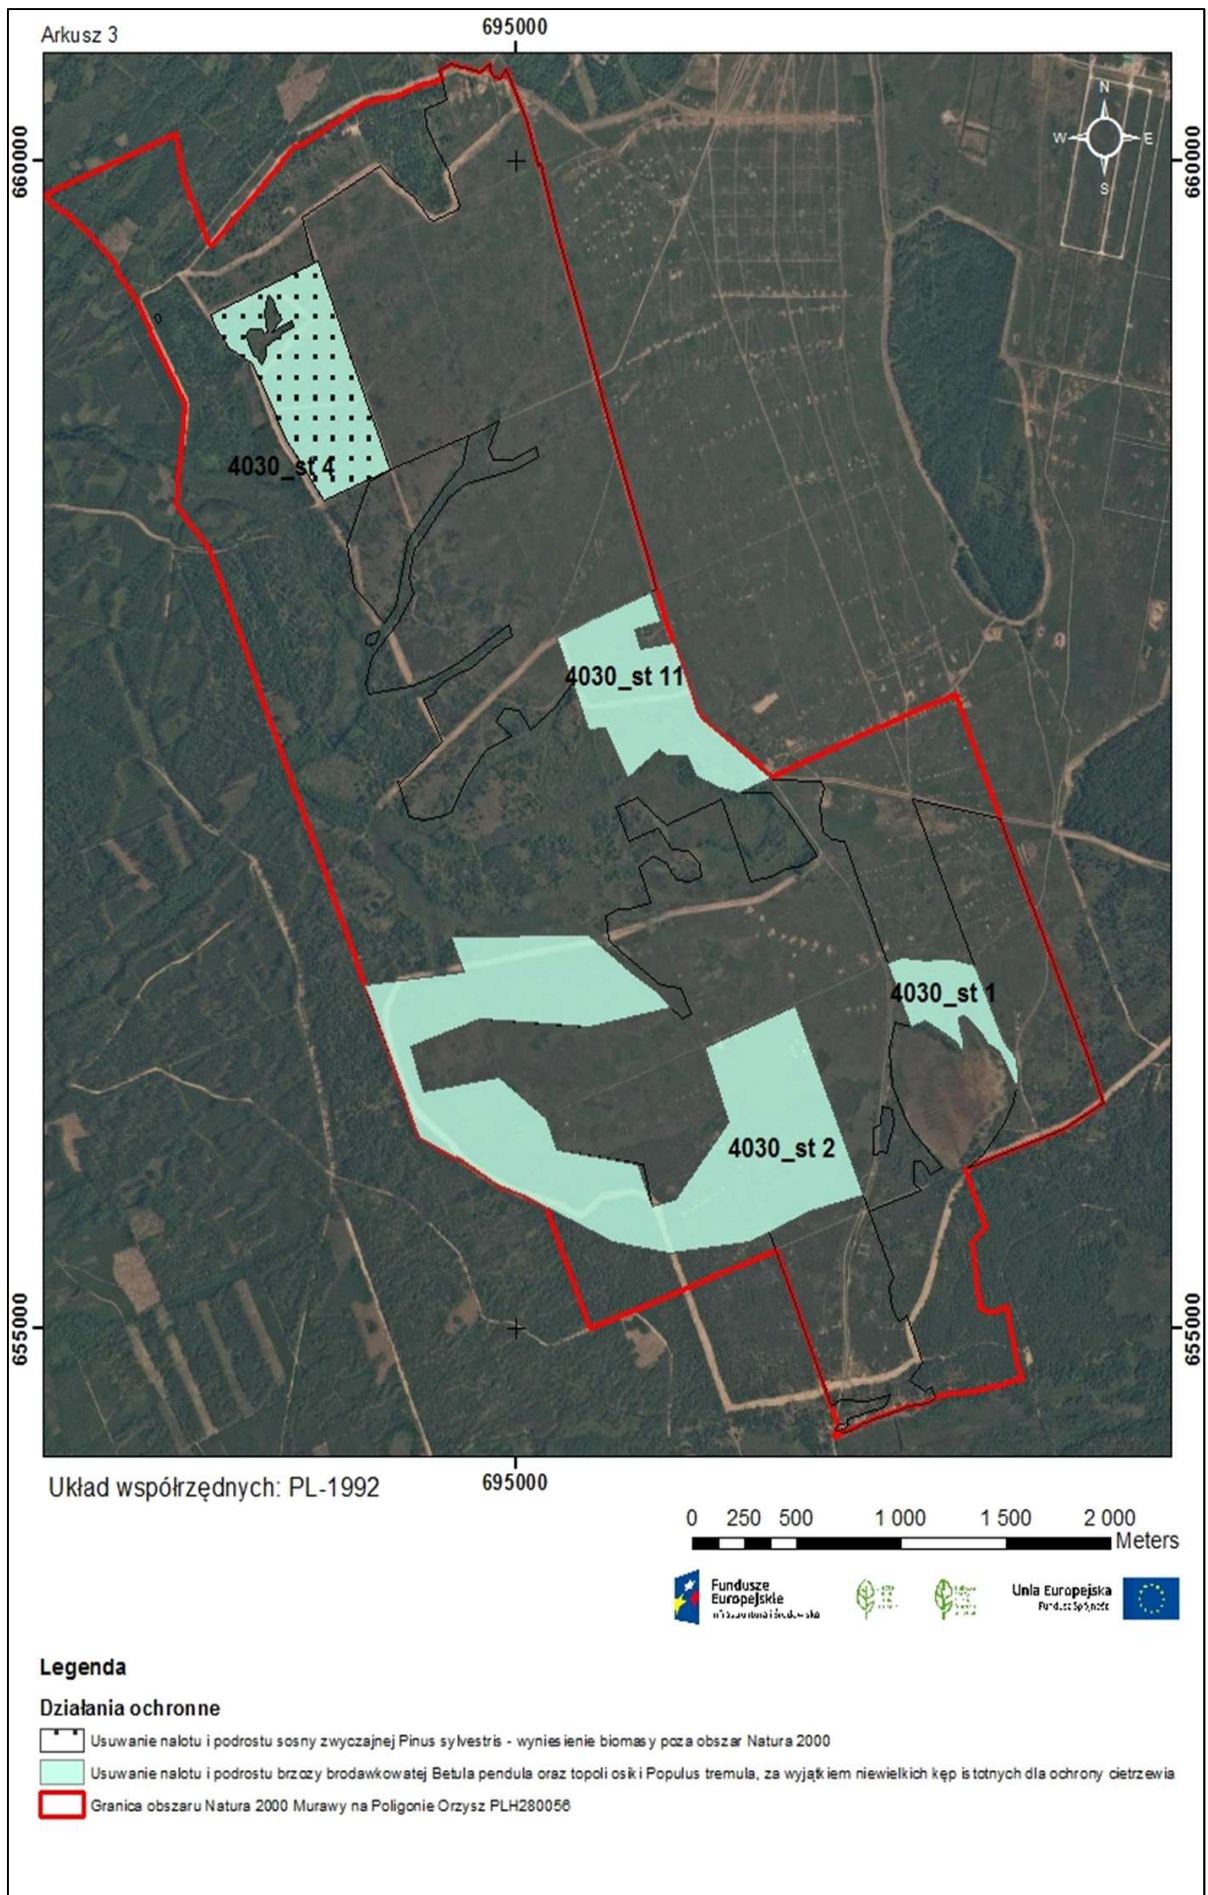 Arkusz 3
695000
660000
660000
N
W
E
S
4030_st 4
4030_st 11
4030_st 1
4030_st 2
655000
655000
695000
Układ współrzędnych: PL-1992
0 250 500 1 000 1 500 2 000
Meters
Fundusze
Europejskie
Infrastruktura i Środowisko
Unia Europejska
Fundusz Spójności
Legenda
Działania ochronne
Usuwanie nalotu i podrostu sosny zwyczajnej Pinus sylvestris - wyniesienie biomasy poza obszar Natura 2000
Usuwanie nalotu i podrostu brzozy brodawkowatej Betula pendula oraz topoli osiki Populus tremula, za wyjątkiem niewielkich kęp istotnych dla ochrony cietrzewia
Granica obszaru Natura 2000 Murawy na Poligonie Orzysz PLH280056